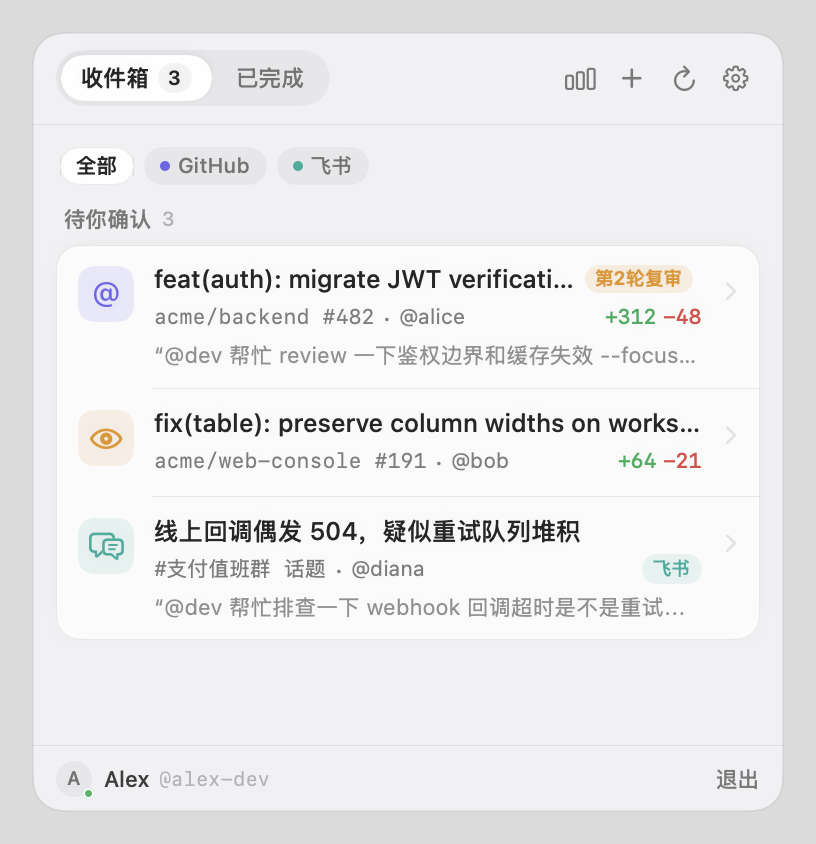 收件箱 3 已完成
全部 GitHub 飞书
待你确认 3
@ feat(auth): migrate JWT verificati... 第2轮复审
acme/backend #482 · @alice +312 −48
“@dev 帮忙 review 一下鉴权边界和缓存失效 --focus...
fix(table): preserve column widths on works...
acme/web-console #191 · @bob +64 −21
线上回调偶发 504，疑似重试队列堆积
#支付值班群 话题 · @diana 飞书
“@dev 帮忙排查一下 webhook 回调超时是不是重试...
A Alex @alex-dev 退出